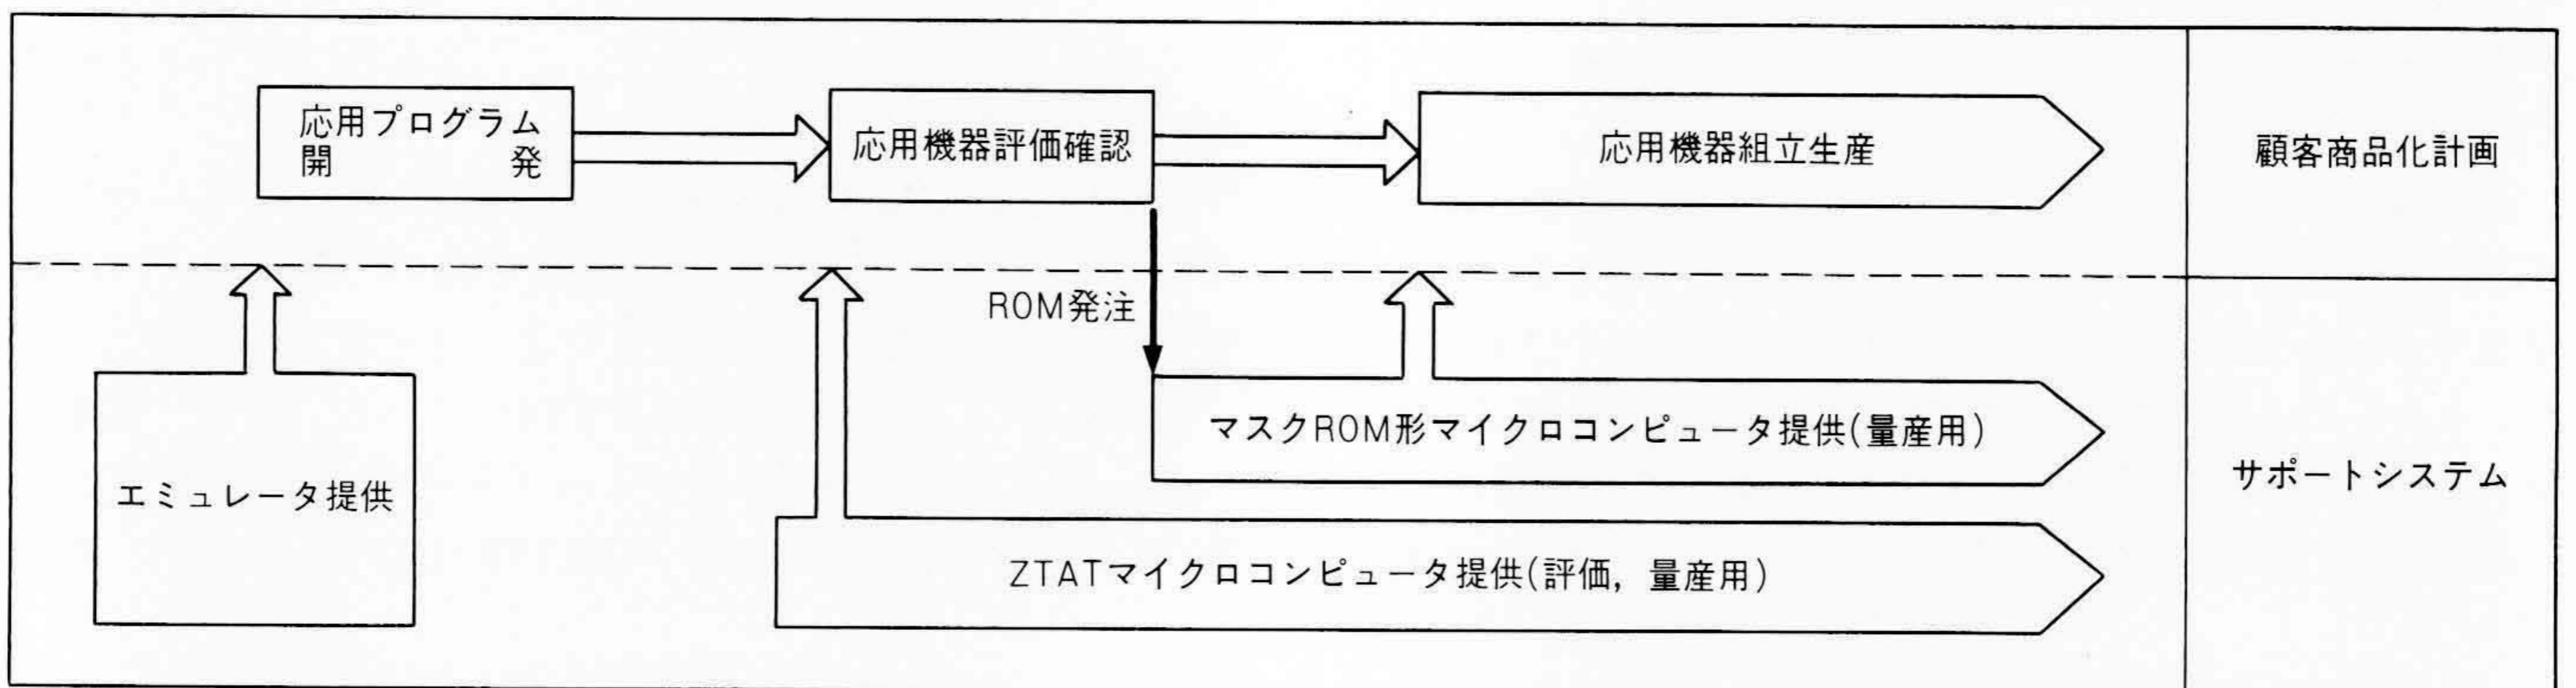 応用プログラム
開発
応用機器評価確認
応用機器組立生産
顧客商品化計画
ROM発注
マスクROM形マイクロコンピュータ提供(量産用)
エミュレータ提供
サポートシステム
ZTATマイクロコンピュータ提供(評価, 量産用)